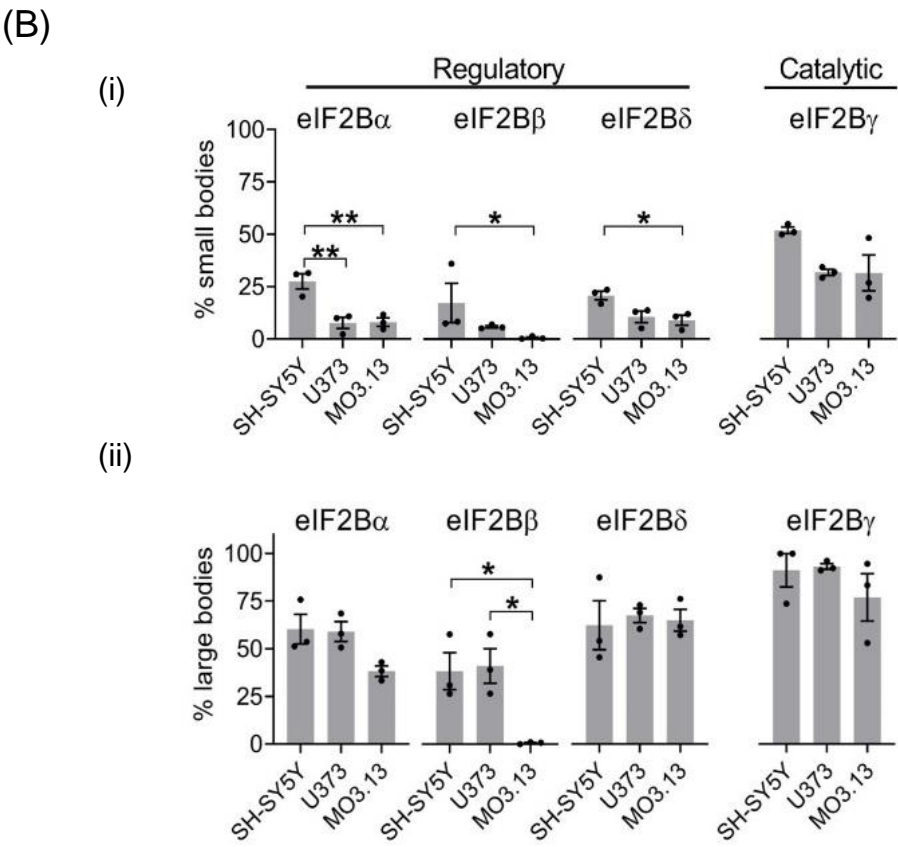 (B)
(i)
Regulatory Catalytic
eIF2Bα eIF2Bβ eIF2Bδ eIF2Bγ
% small bodies
100
75
50
25
0
** ** * *
SH-SY5Y U373 MO3.13 SH-SY5Y U373 MO3.13 SH-SY5Y U373 MO3.13 SH-SY5Y U373 MO3.13
(ii)
eIF2Bα eIF2Bβ eIF2Bδ eIF2Bγ
% large bodies
100
75
50
25
0
* *
SH-SY5Y U373 MO3.13 SH-SY5Y U373 MO3.13 SH-SY5Y U373 MO3.13 SH-SY5Y U373 MO3.13